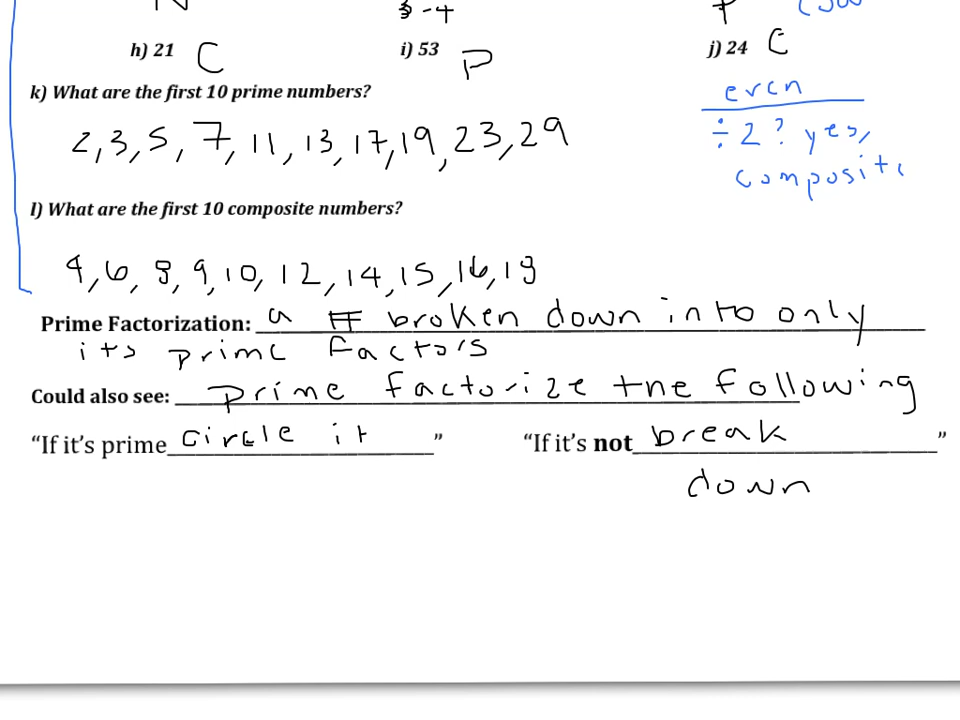 3 -4
h) 21 C i) 53 P j) 24 C
k) What are the first 10 prime numbers?
even
2, 3, 5, 7, 11, 13, 17, 19, 23, 29
÷ 2 ? yes,
composite
l) What are the first 10 composite numbers?
4, 6, 8, 9, 10, 12, 14, 15, 16, 18
Prime Factorization: a # broken down into only
its prime factors
Could also see: prime factorize the following
“If it’s prime circle it ” “If it’s not break ”
down